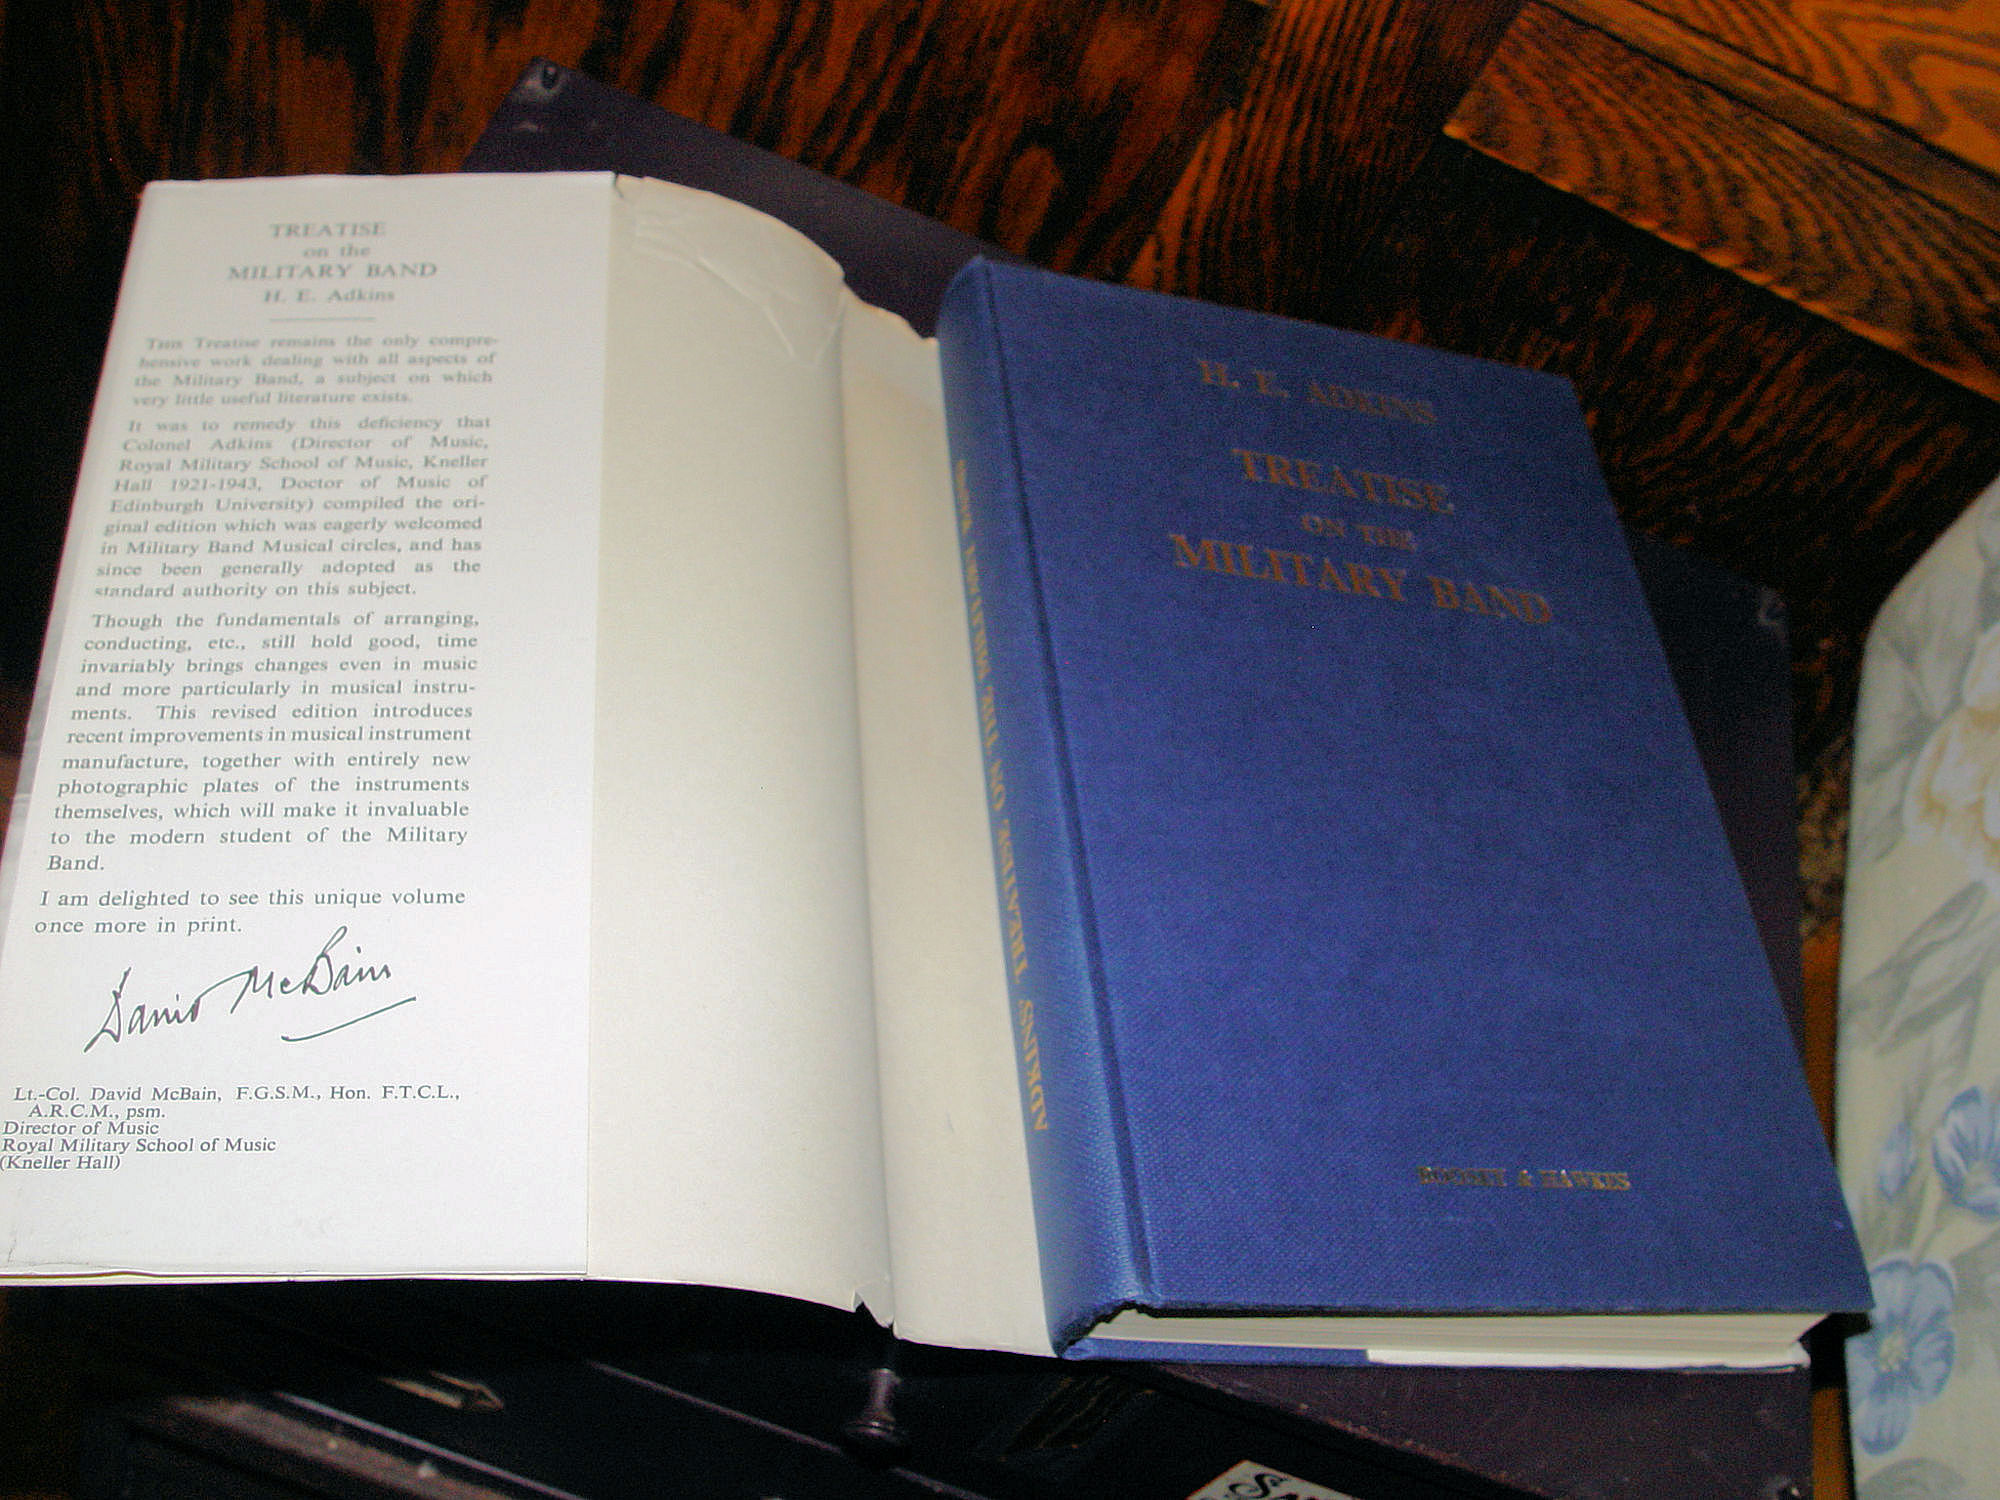 TREATISE
on the
MILITARY BAND
H. E. Adkins
THIS Treatise remains the only compre-
hensive work dealing with all aspects of
the Military Band, a subject on which
very little useful literature exists.
It was to remedy this deficiency that
Colonel Adkins (Director of Music,
Royal Military School of Music, Kneller
Hall 1921-1943, Doctor of Music of
Edinburgh University) compiled the ori-
ginal edition which was eagerly welcomed
in Military Band Musical circles, and has
since been generally adopted as the
standard authority on this subject.
Though the fundamentals of arranging,
conducting, etc., still hold good, time
invariably brings changes even in music
and more particularly in musical instru-
ments. This revised edition introduces
recent improvements in musical instrument
manufacture, together with entirely new
photographic plates of the instruments
themselves, which will make it invaluable
to the modern student of the Military
Band.
I am delighted to see this unique volume
once more in print.
David McBain
Lt.-Col. David McBain, F.G.S.M., Hon. F.T.C.L.,
A.R.C.M., psm.
Director of Music
Royal Military School of Music
(Kneller Hall)
ADKINS TREATISE ON THE MILITARY BAND
H. E. ADKINS
TREATISE
ON THE
MILITARY BAND
BOOSEY & HAWKES